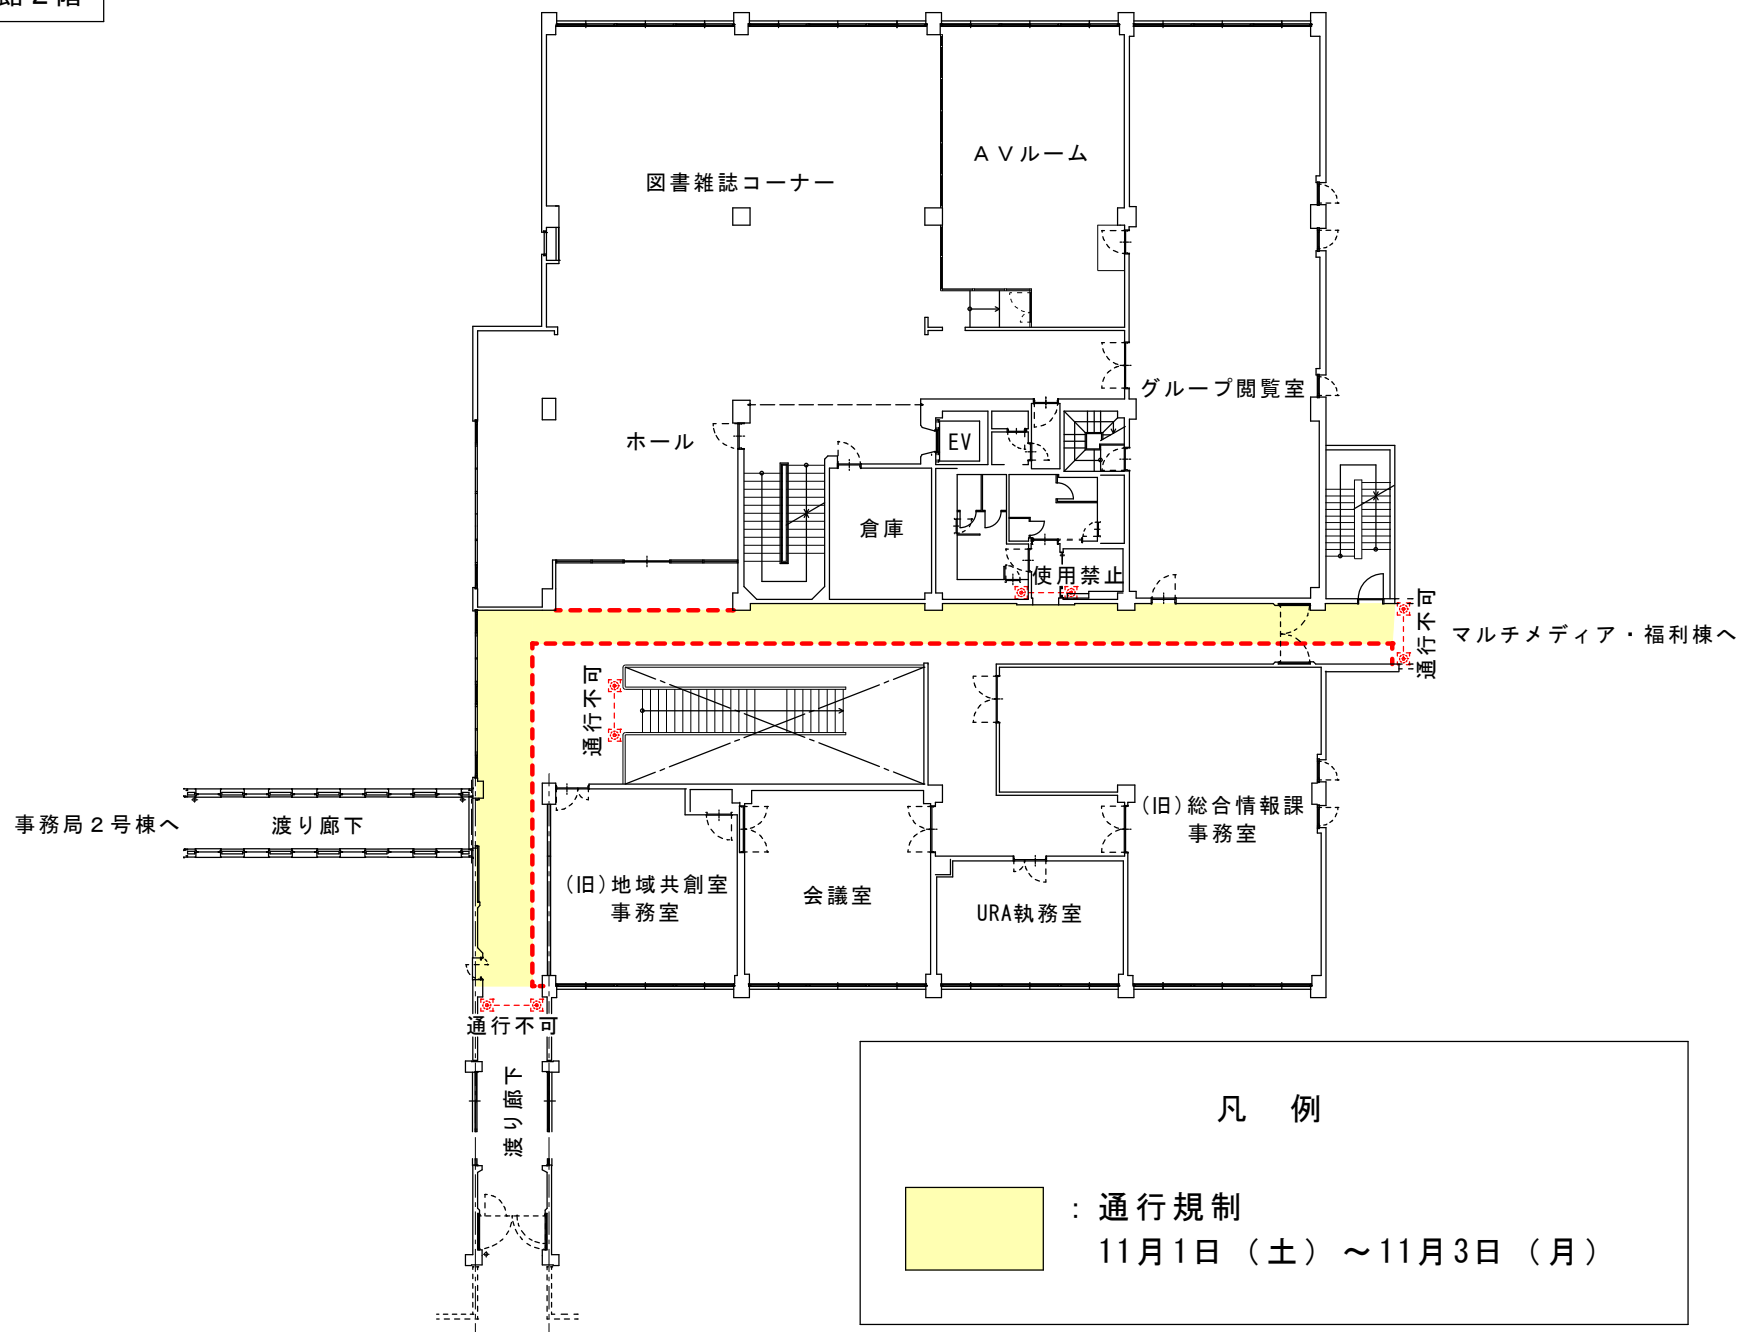 館２階
ＡＶルーム
図書雑誌コーナー
グループ閲覧室
ホール
EV
倉庫
使用禁止
通行不可
マルチメディア・福利棟へ
通行不可
事務局２号棟へ
渡り廊下
(旧)総合情報課
事務室
(旧)地域共創室
事務室
会議室
URA執務室
通行不可
渡り廊下
凡 例
：通行規制
11月1日（土）～11月3日（月）